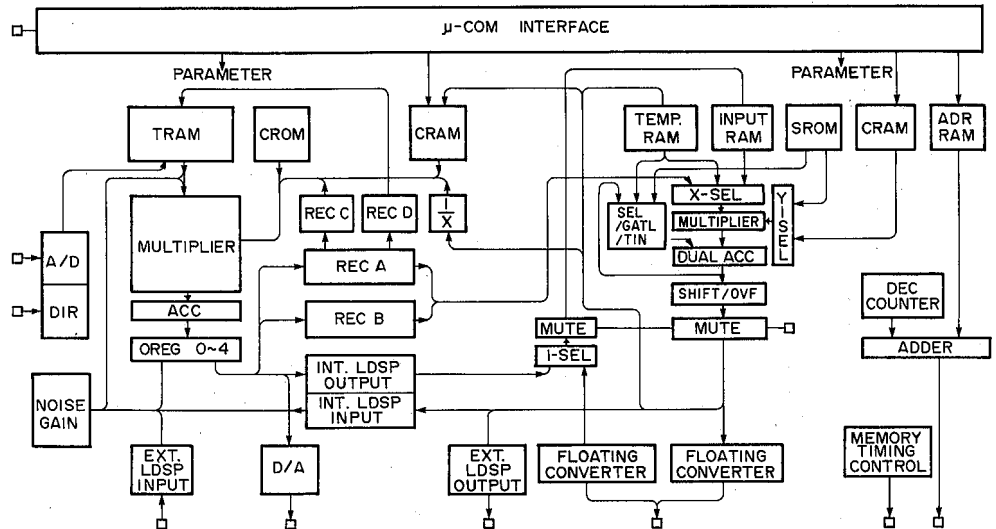 μ-COM INTERFACE
PARAMETER
PARAMETER
TRAM
CROM
CRAM
TEMP.
RAM
INPUT
RAM
SROM
CRAM
ADR
RAM
MULTIPLIER
REC C
REC D
1
X
SEL
/GATL
/TIN
X-SEL
MULTIPLIER
DUAL ACC
YISEL
A/D
DIR
REC A
REC B
ACC
OREG 0~4
SHIFT/OVF
MUTE
MUTE
i-SEL
DEC
COUNTER
ADDER
INT. LDSP
OUTPUT
INT. LDSP
INPUT
NOISE
GAIN
EXT.
LDSP
INPUT
D/A
EXT.
LDSP
OUTPUT
FLOATING
CONVERTER
FLOATING
CONVERTER
MEMORY
TIMING
CONTROL